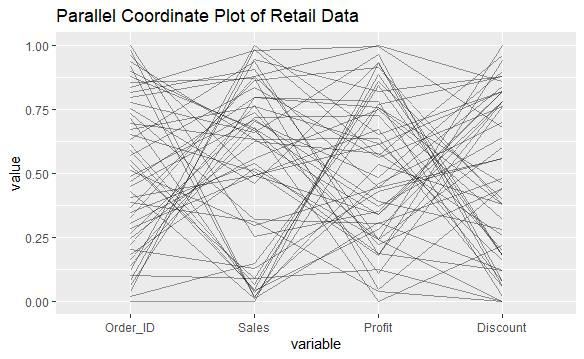 Parallel Coordinate Plot of Retail Data
1.00
0.75
0.50
0.25
0.00
value
Order_ID Sales Profit Discount
variable